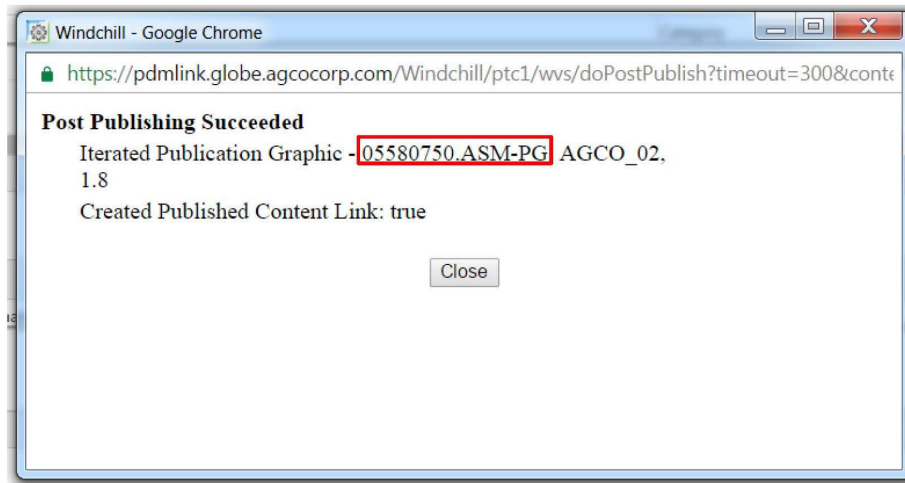 Windchill - Google Chrome
https://pdmlink.globe.agcocorp.com/Windchill/ptc1/wvs/doPostPublish?timeout=300&conte
Post Publishing Succeeded
Iterated Publication Graphic - 05580750.ASM-PG, AGCO_02,
1.8
Created Published Content Link: true
Close